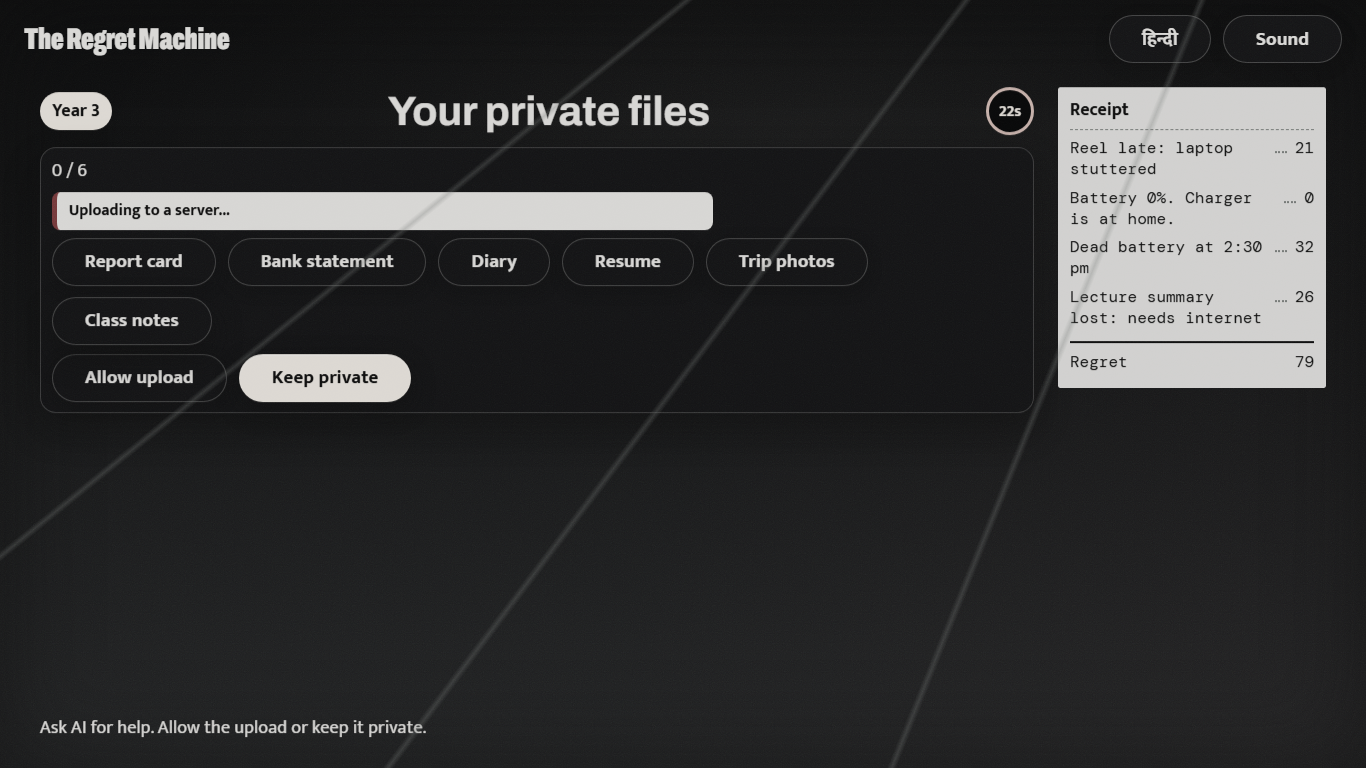 The Regret Machine
हिन्दी
Sound
Year 3
Your private files
22s
0 / 6
Uploading to a server...
Report card
Bank statement
Diary
Resume
Trip photos
Class notes
Allow upload
Keep private
Receipt
Reel late: laptop .... 21
stuttered
Battery 0%. Charger .... 0
is at home.
Dead battery at 2:30 .... 32
pm
Lecture summary .... 26
lost: needs internet
Regret 79
Ask AI for help. Allow the upload or keep it private.